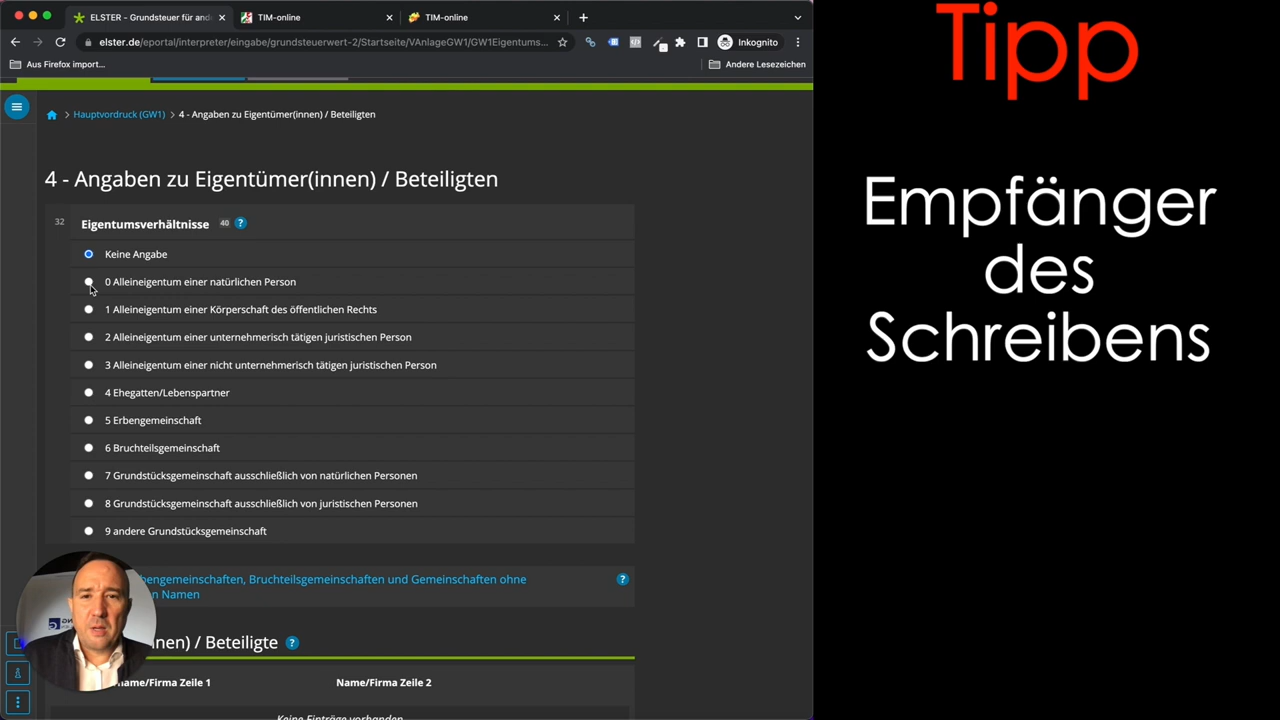 ELSTER - Grundsteuer für and
TIM-online
TIM-online
elster.de/eportal/interpreter/eingabe/grundsteuerwert-2/Startseite/VAnlageGW1/GW1Eigentums...
Inkognito
Aus Firefox import...
Andere Lesezeichen
Hauptvordruck (GW1) > 4 - Angaben zu Eigentümer(innen) / Beteiligten
4 - Angaben zu Eigentümer(innen) / Beteiligten
32 Eigentumsverhältnisse 40 ?
Keine Angabe
0 Alleineigentum einer natürlichen Person
1 Alleineigentum einer Körperschaft des öffentlichen Rechts
2 Alleineigentum einer unternehmerisch tätigen juristischen Person
3 Alleineigentum einer nicht unternehmerisch tätigen juristischen Person
4 Ehegatten/Lebenspartner
5 Erbengemeinschaft
6 Bruchteilsgemeinschaft
7 Grundstücksgemeinschaft ausschließlich von natürlichen Personen
8 Grundstücksgemeinschaft ausschließlich von juristischen Personen
9 andere Grundstücksgemeinschaft
bengemeinschaften, Bruchteilsgemeinschaften und Gemeinschaften ohne ?
n Namen
nen) / Beteiligte ?
name/Firma Zeile 1 Name/Firma Zeile 2
Keine Einträge vorhanden
Tipp
Empfänger
des
Schreibens